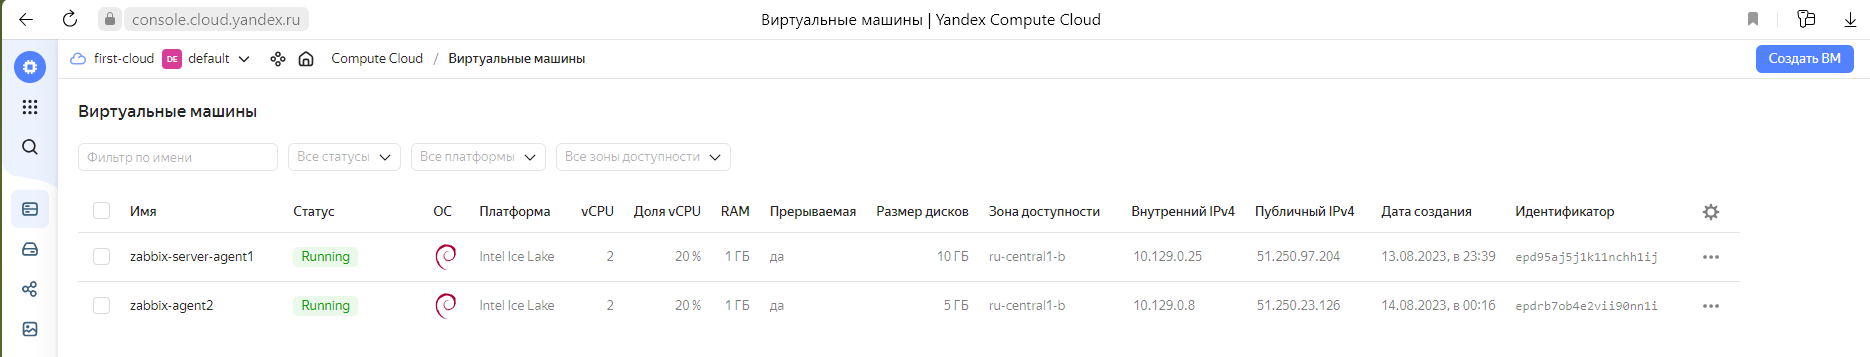 console.cloud.yandex.ru
Виртуальные машины | Yandex Compute Cloud
first-cloud DE default Compute Cloud / Виртуальные машины Создать ВМ
Виртуальные машины
Фильтр по имени Все статусы Все платформы Все зоны доступности
Имя Статус ОС Платформа vCPU Доля vCPU RAM Прерываемая Размер дисков Зона доступности Внутренний IPv4 Публичный IPv4 Дата создания Идентификатор
zabbix-server-agent1 Running Intel Ice Lake 2 20 % 1 ГБ да 10 ГБ ru-central1-b 10.129.0.25 51.250.97.204 13.08.2023, в 23:39 epd95aj5j1k11nchh1ij
zabbix-agent2 Running Intel Ice Lake 2 20 % 1 ГБ да 5 ГБ ru-central1-b 10.129.0.8 51.250.23.126 14.08.2023, в 00:16 epdrb7ob4e2vii90nn1i